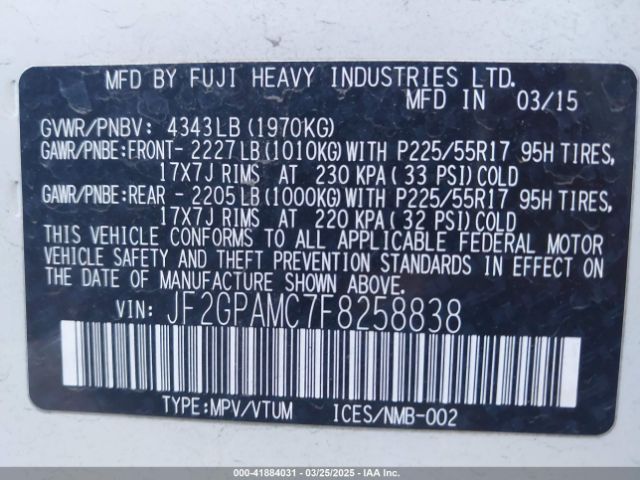 MFD BY FUJI HEAVY INDUSTRIES LTD.
MFD IN 03/15
GVWR/PNBV: 4343LB (1970KG)
GAWR/PNBE:FRONT- 2227LB(1010KG)WITH P225/55R17 95H TIRES,
17X7J RIMS AT 230 KPA( 33 PSI)COLD
GAWR/PNBE:REAR - 2205LB(1000KG)WITH P225/55R17 95H TIRES,
17X7J RIMS AT 220 KPA( 32 PSI)COLD
THIS VEHICLE CONFORMS TO ALL APPLICABLE FEDERAL MOTOR
VEHICLE SAFETY AND THEFT PREVENTION STANDARDS IN EFFECT ON
THE DATE OF MANUFACTURE SHOWN ABOVE.
VIN: JF2GPAMC7F8258838
TYPE:MPV/VTUM ICES/NMB-002
000-41884031 - 03/25/2025 - COPYRIGHT IAA, LLC.